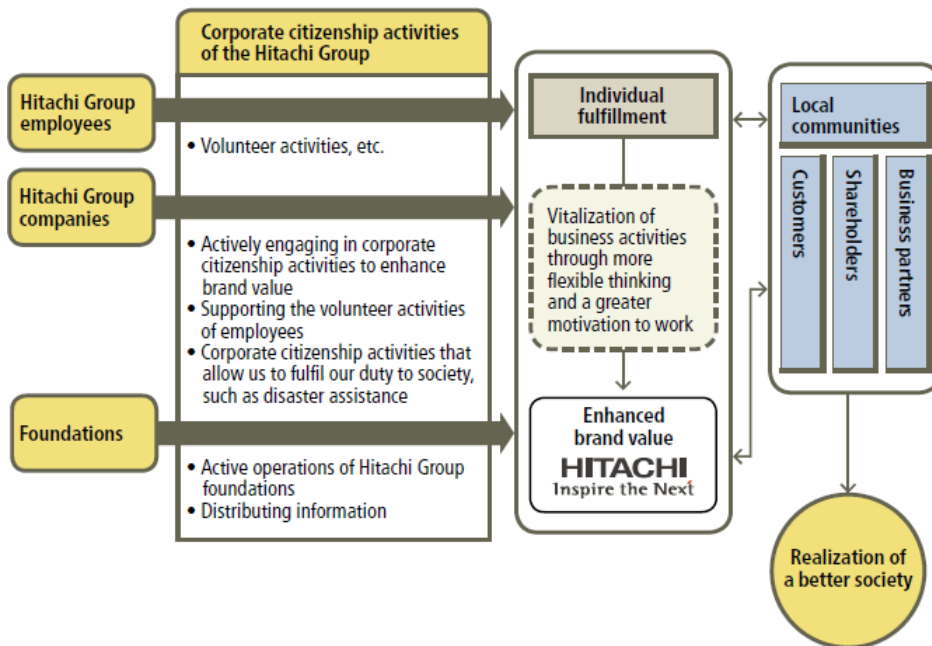 Corporate citizenship activities
of the Hitachi Group
Hitachi Group
employees
• Volunteer activities, etc.
Hitachi Group
companies
• Actively engaging in corporate
citizenship activities to enhance
brand value
• Supporting the volunteer activities
of employees
• Corporate citizenship activities that
allow us to fulfil our duty to society,
such as disaster assistance
Foundations
• Active operations of Hitachi Group
foundations
• Distributing information
Individual
fulfillment
Vitalization of
business activities
through more
flexible thinking
and a greater
motivation to work
Enhanced
brand value
HITACHI
Inspire the Next
Local
communities
Customers
Shareholders
Business partners
Realization of
a better society